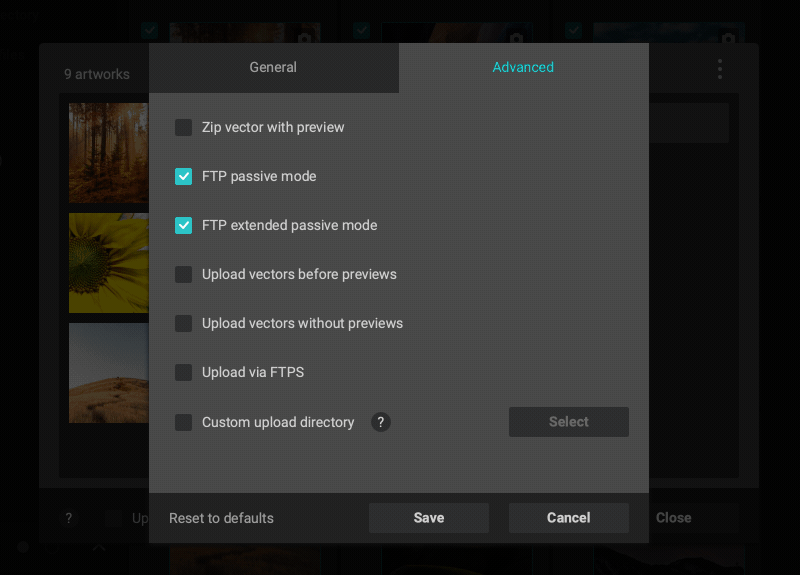 9 artworks
General
Advanced
Zip vector with preview
FTP passive mode
FTP extended passive mode
Upload vectors before previews
Upload vectors without previews
Upload via FTPS
Custom upload directory ?
Select
? Up
Reset to defaults
Save
Cancel
Close